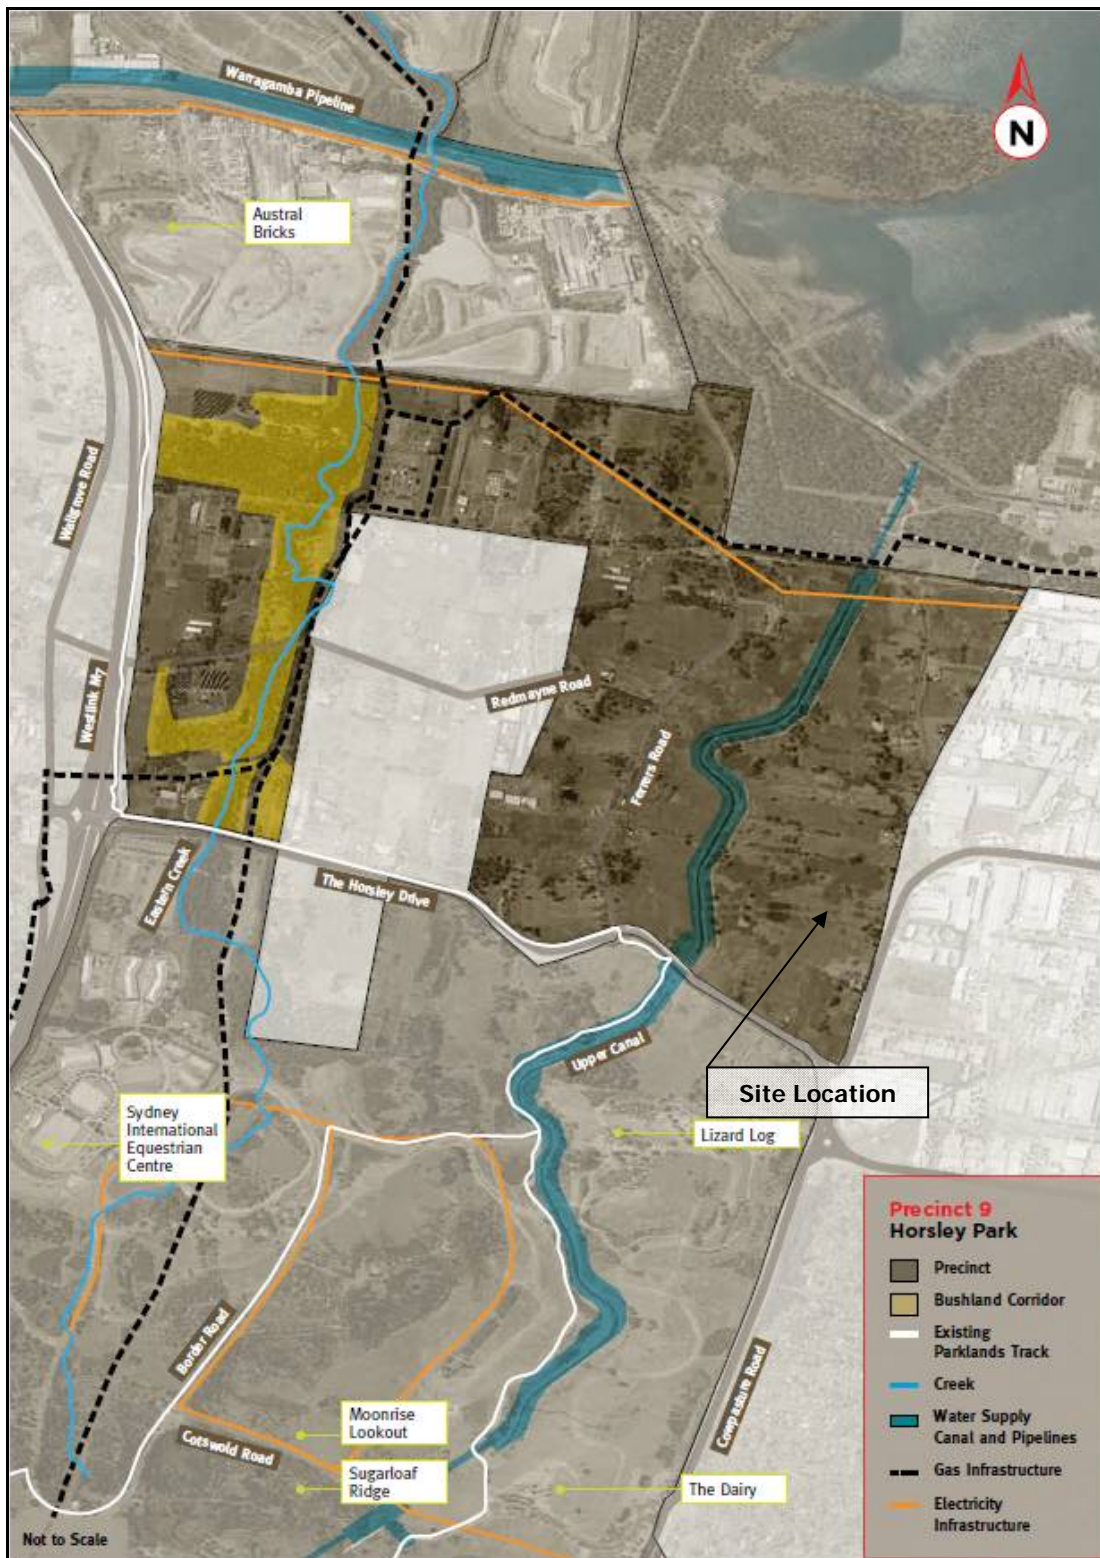 Warragamba Pipeline
N
Austral
Bricks
Wallgrove Road
Westlink M7
Redmayne Road
Ferrers Road
Eastern Creek
The Horsley Drive
Upper Canal
Site Location
Sydney
International
Equestrian
Centre
Lizard Log
Border Road
Cowpasture Road
Moonrise
Lookout
Cotswold Road
Sugarloaf
Ridge
The Dairy
Not to Scale
Precinct 9
Horsley Park
Precinct
Bushland Corridor
Existing
Parklands Track
Creek
Water Supply
Canal and Pipelines
Gas Infrastructure
Electricity
Infrastructure